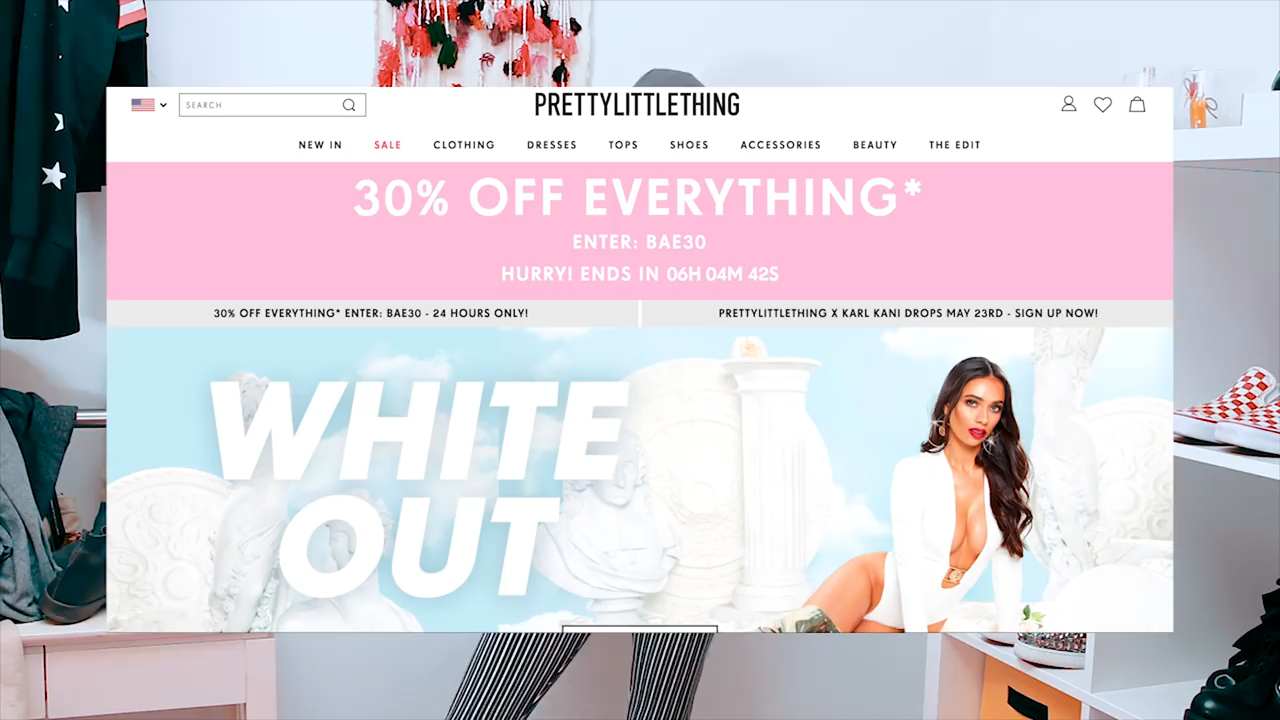 SEARCH
PRETTYLITTLETHING
NEW IN SALE CLOTHING DRESSES TOPS SHOES ACCESSORIES BEAUTY THE EDIT
30% OFF EVERYTHING*
ENTER: BAE30
HURRY! ENDS IN 06H 04M 42S
30% OFF EVERYTHING* ENTER: BAE30 - 24 HOURS ONLY!
PRETTYLITTLETHING X KARL KANI DROPS MAY 23RD - SIGN UP NOW!
WHITE
OUT